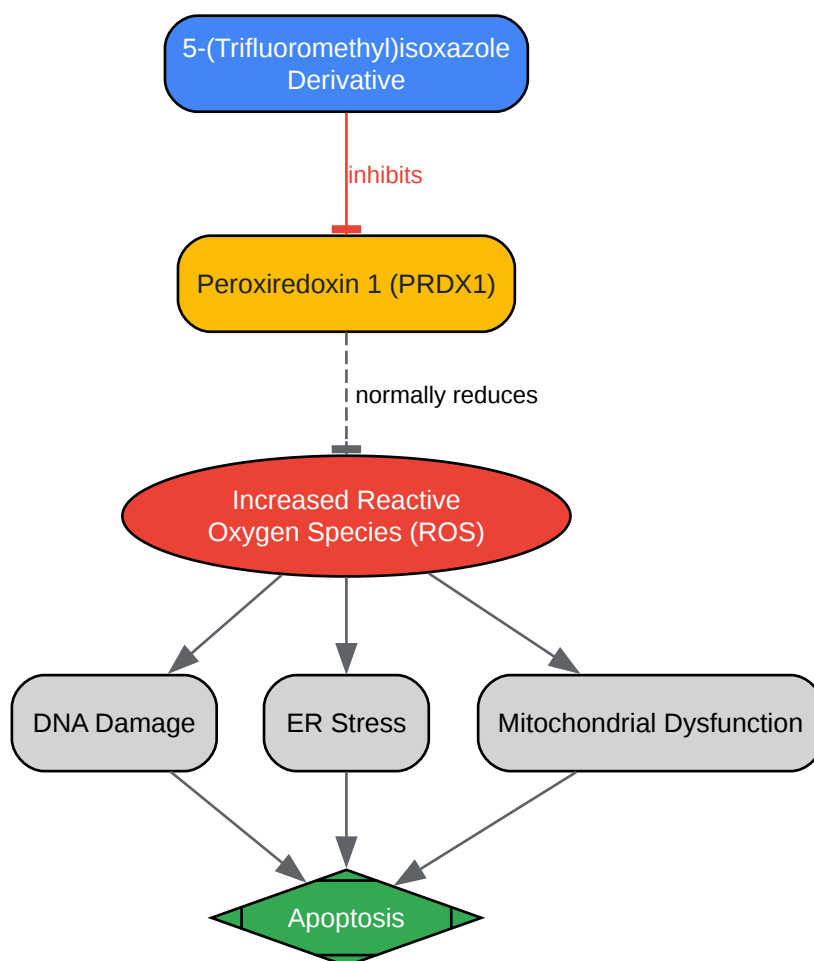 5-(Trifluoromethyl)isoxazole
Derivative
inhibits
Peroxiredoxin 1 (PRDX1)
normally reduces
Increased Reactive
Oxygen Species (ROS)
DNA Damage
ER Stress
Mitochondrial Dysfunction
Apoptosis